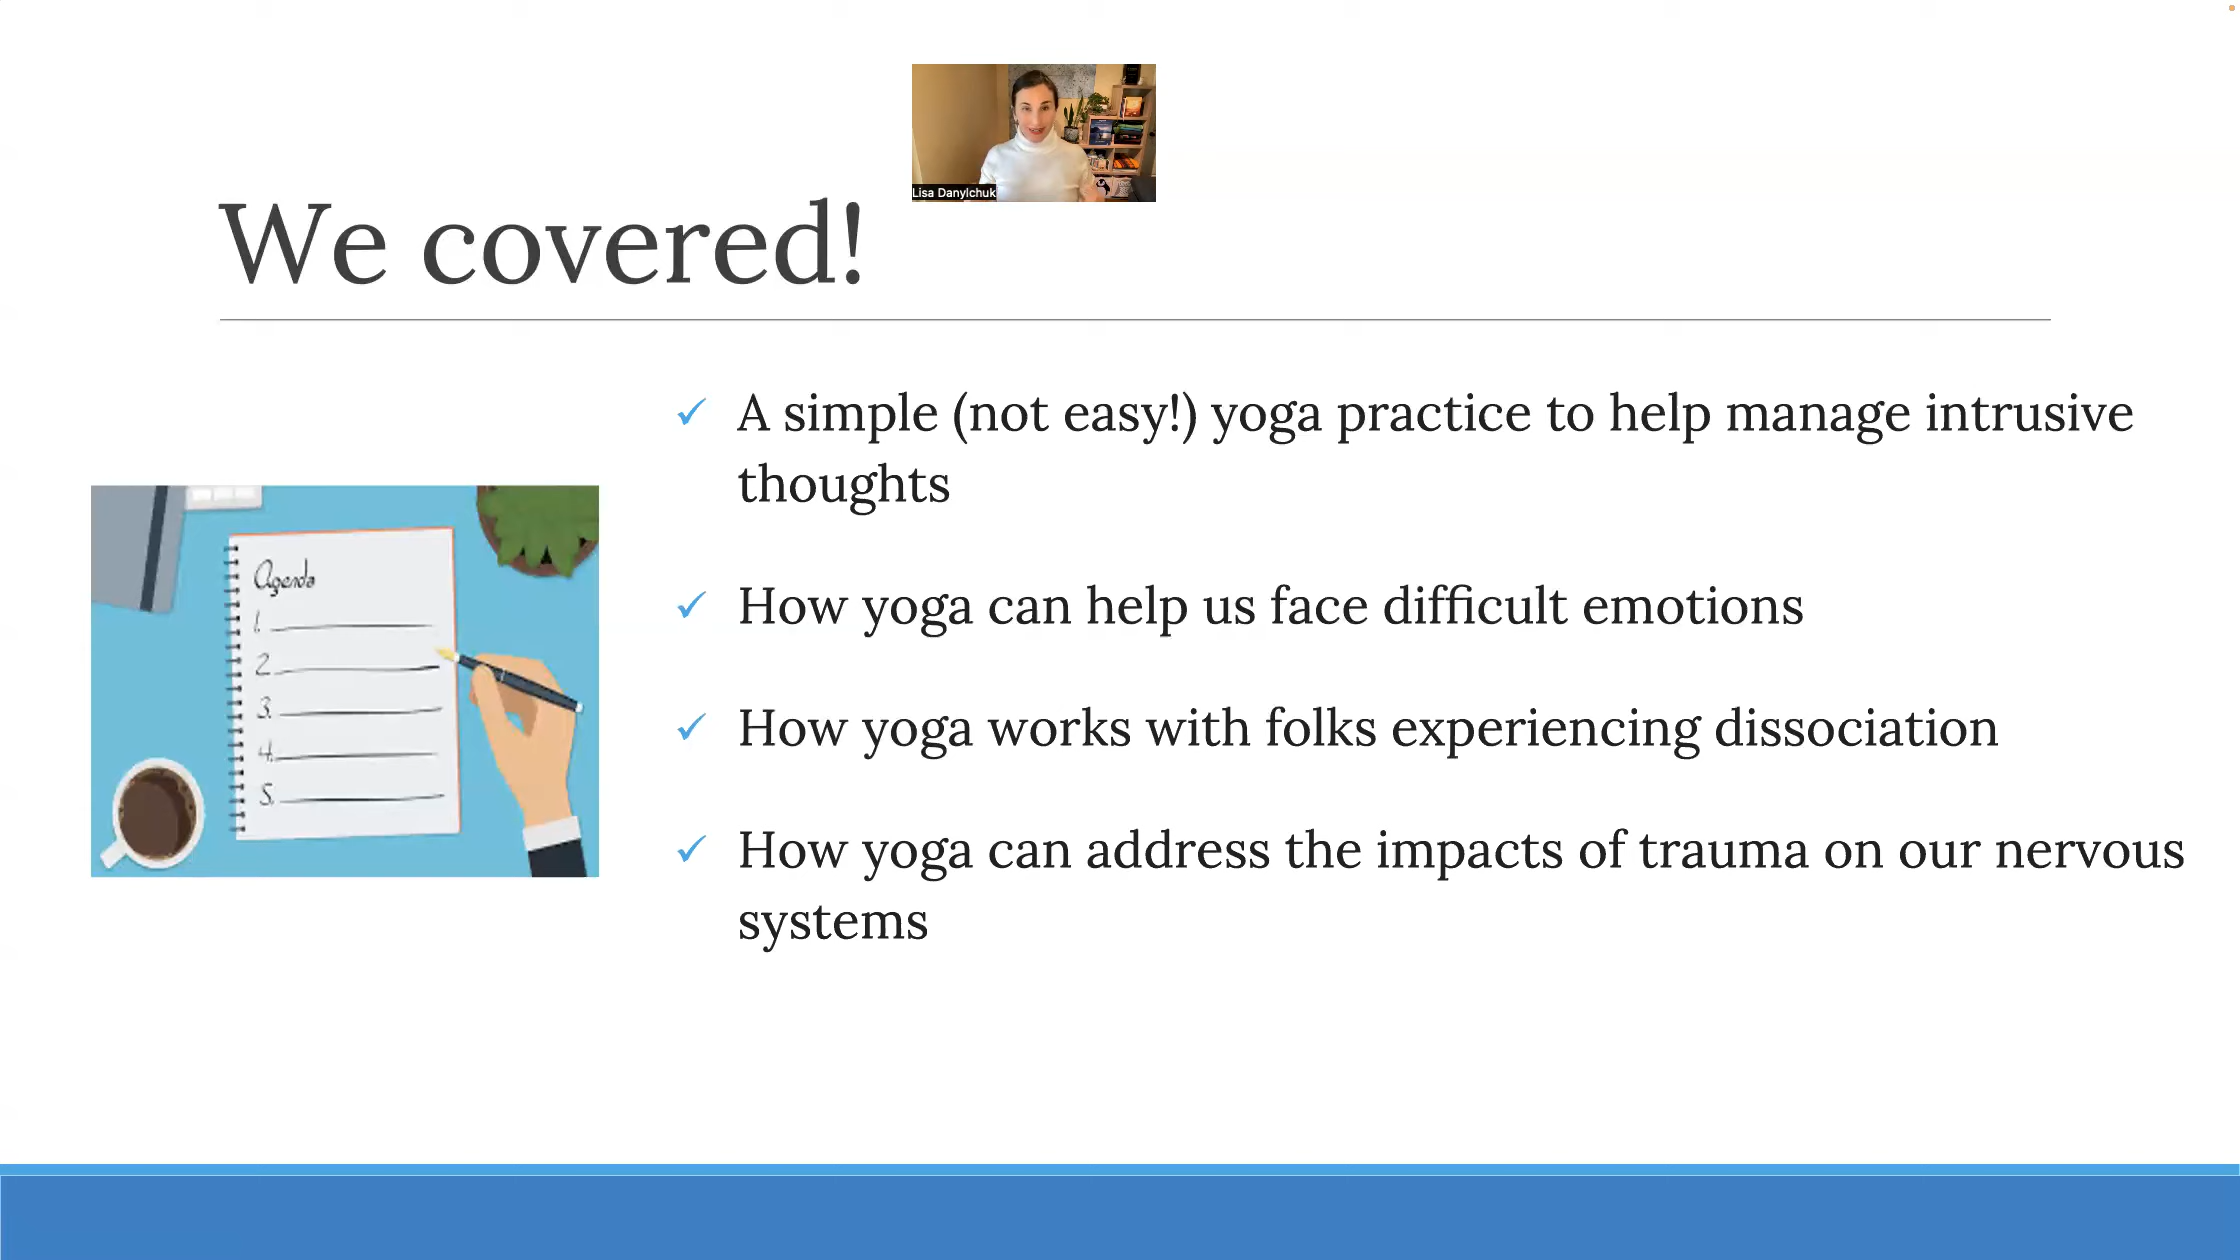 Lisa Danylchuk
We covered!
A simple (not easy!) yoga practice to help manage intrusive
thoughts
How yoga can help us face difficult emotions
How yoga works with folks experiencing dissociation
How yoga can address the impacts of trauma on our nervous
systems
Agenda
1.
2.
3.
4.
5.